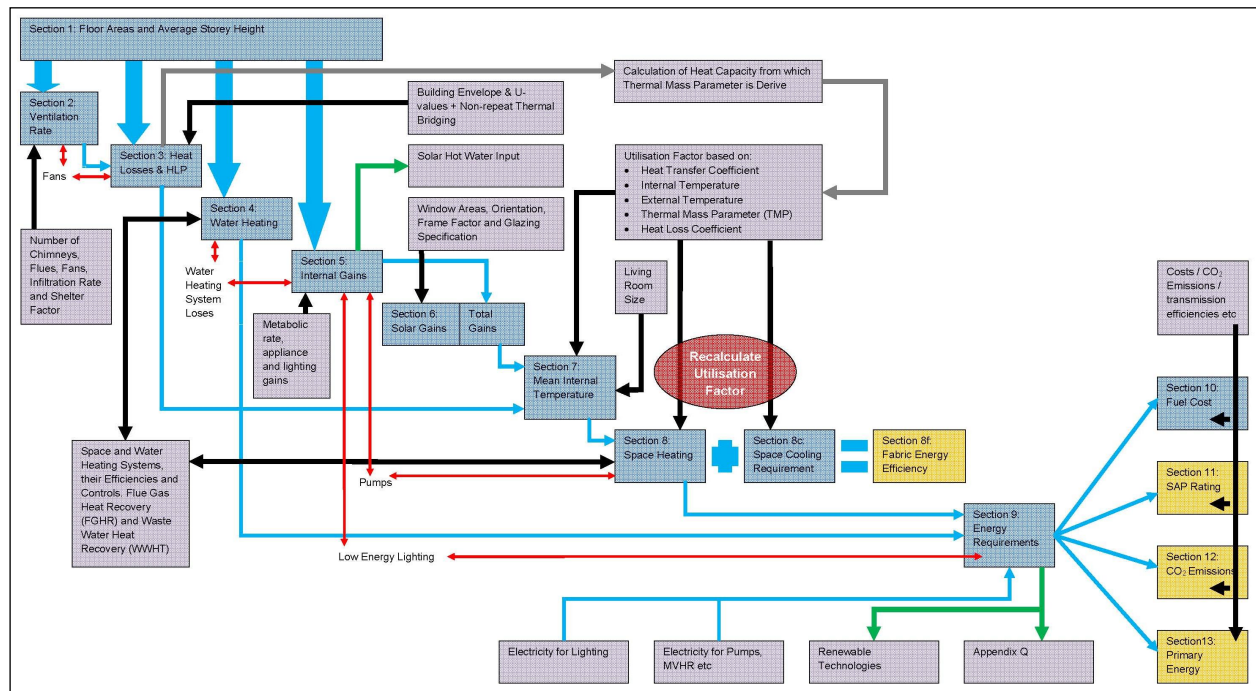 Section 1: Floor Areas and Average Storey Height
Section 2:
Ventilation
Rate
Fans
Section 3: Heat
Losses & HLP
Building Envelope & U-
values + Non-repeat Thermal
Bridging
Calculation of Heat Capacity from which
Thermal Mass Parameter is Derive
Solar Hot Water Input
Utilisation Factor based on:
• Heat Transfer Coefficient
• Internal Temperature
• External Temperature
• Thermal Mass Parameter (TMP)
• Heat Loss Coefficient
Section 4:
Water Heating
Window Areas, Orientation,
Frame Factor and Glazing
Specification
Number of
Chimneys,
Flues, Fans,
Infiltration Rate
and Shelter
Factor
Water
Heating
System
Loses
Section 5:
Internal Gains
Living
Room
Size
Costs / CO₂
Emissions /
transmission
efficiencies etc
Metabolic
rate,
appliance
and lighting
gains
Section 6:
Solar Gains
Total
Gains
Section 7:
Mean Internal
Temperature
Recalculate
Utilisation
Factor
Section 10:
Fuel Cost
Space and Water
Heating Systems,
their Efficiencies and
Controls. Flue Gas
Heat Recovery
(FGHR) and Waste
Water Heat
Recovery (WWHT)
Pumps
Section 8:
Space Heating
Section 8c:
Space Cooling
Requirement
Section 8f:
Fabric Energy
Efficiency
Section 11:
SAP Rating
Low Energy Lighting
Section 9:
Energy
Requirements
Section 12:
CO₂ Emissions
Electricity for Lighting
Electricity for Pumps,
MVHR etc
Renewable
Technologies
Appendix Q
Section13:
Primary
Energy